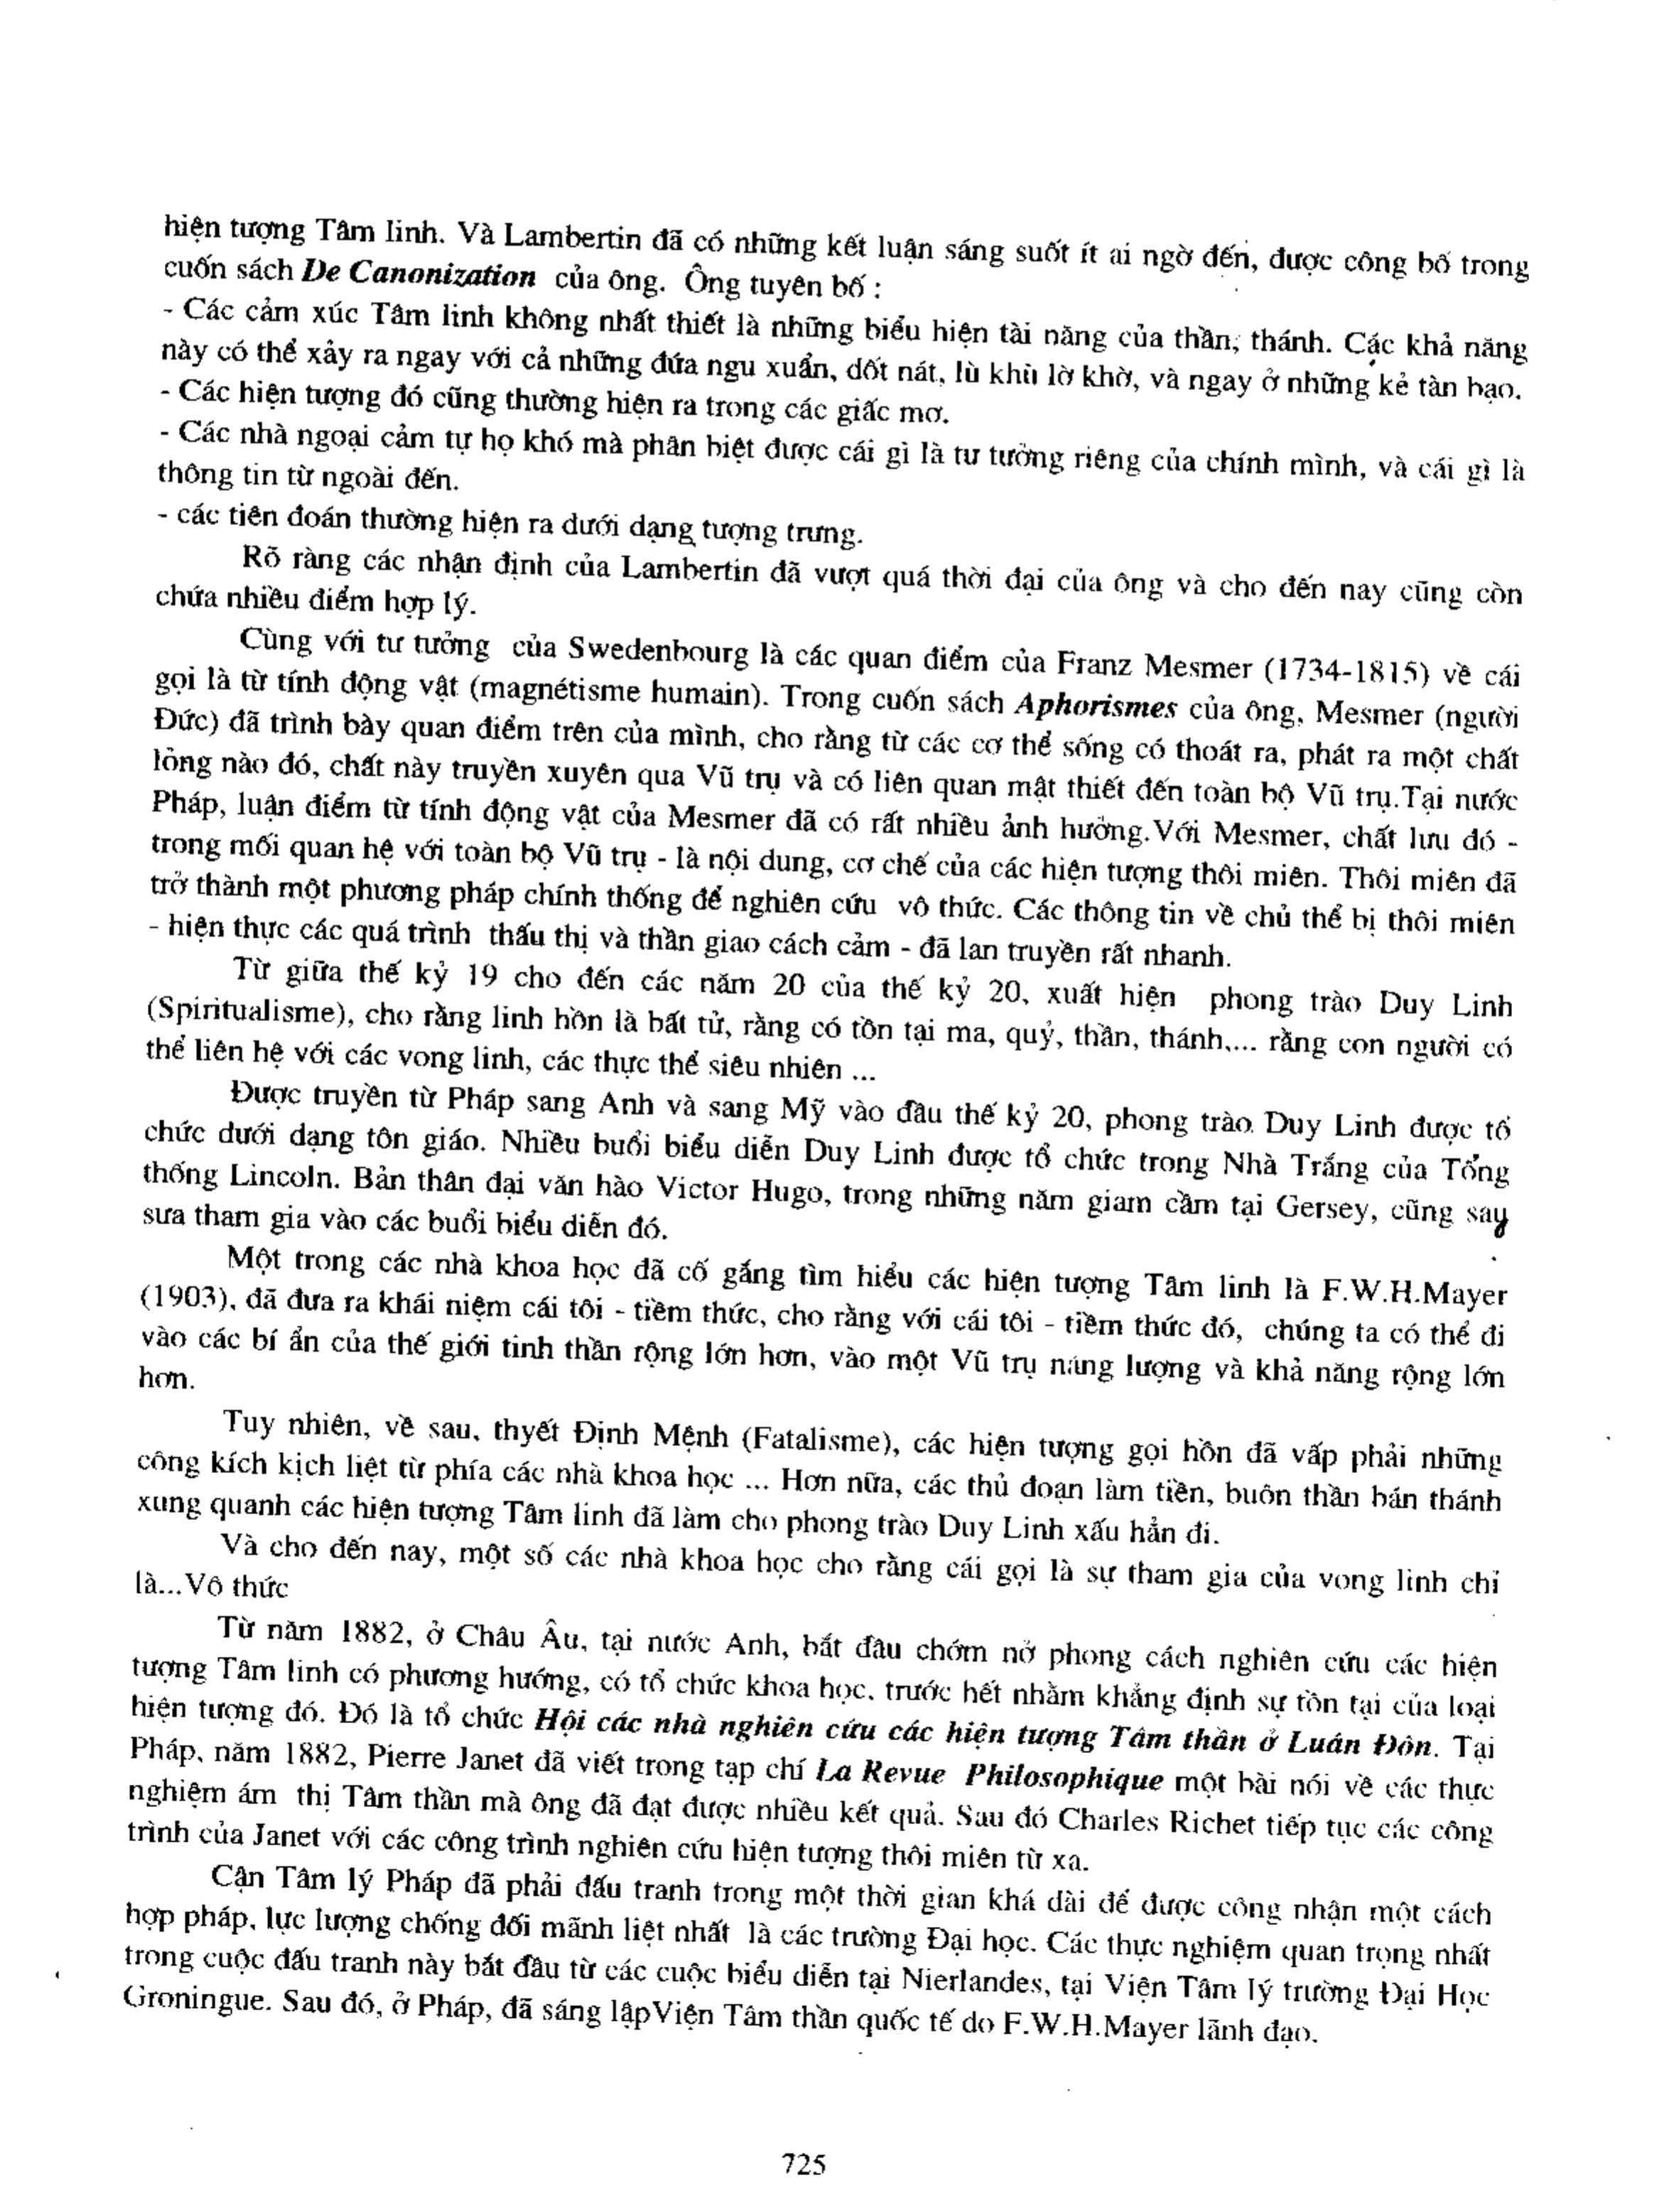 hiện tượng Tâm linh. Và Lambertin đã có những kết luận sáng suốt ít ai ngờ đến, được công bố trong
cuốn sách De Canonization của ông. Ông tuyên bố :
- Các cảm xúc Tâm linh không nhất thiết là những biểu hiện tài năng của thần, thánh. Các khả năng
này có thể xảy ra ngay với cả những đứa ngu xuẩn, dốt nát, lù khù lờ khờ, và ngay ở những kẻ tàn bạo.
- Các hiện tượng đó cũng thường hiện ra trong các giấc mơ.
- Các nhà ngoại cảm tự họ khó mà phân biệt được cái gì là tư tưởng riêng của chính mình, và cái gì là
thông tin từ ngoài đến.
- các tiên đoán thường hiện ra dưới dạng tượng trưng.
Rõ ràng các nhận định của Lambertin đã vượt quá thời đại của ông và cho đến nay cũng còn
chứa nhiều điểm hợp lý.
Cùng với tư tưởng của Swedenbourg là các quan điểm của Franz Mesmer (1734-1815) về cái
gọi là từ tính động vật (magnétisme humain). Trong cuốn sách Aphorismes của ông, Mesmer (người
Đức) đã trình bày quan điểm trên của mình, cho rằng từ các cơ thể sống có thoát ra, phát ra một chất
lỏng nào đó, chất này truyền xuyên qua Vũ trụ và có liên quan mật thiết đến toàn bộ Vũ trụ.Tại nước
Pháp, luận điểm từ tính động vật của Mesmer đã có rất nhiều ảnh hưởng.Với Mesmer, chất lưu đó -
trong mối quan hệ với toàn bộ Vũ trụ - là nội dung, cơ chế của các hiện tượng thôi miên. Thôi miên đã
trở thành một phương pháp chính thống để nghiên cứu vô thức. Các thông tin về chủ thể bị thôi miên
- hiện thực các quá trình thấu thị và thần giao cách cảm - đã lan truyền rất nhanh.
Từ giữa thế kỷ 19 cho đến các năm 20 của thế kỷ 20, xuất hiện phong trào Duy Linh
(Spiritualisme), cho rằng linh hồn là bất tử, rằng có tồn tại ma, quỷ, thần, thánh,... rằng con người có
thể liên hệ với các vong linh, các thực thể siêu nhiên ...
Được truyền từ Pháp sang Anh và sang Mỹ vào đầu thế kỷ 20, phong trào Duy Linh được tổ
chức dưới dạng tôn giáo. Nhiều buổi biểu diễn Duy Linh được tổ chức trong Nhà Trắng của Tổng
thống Lincoln. Bản thân đại văn hào Victor Hugo, trong những năm giam cầm tại Gersey, cũng say
sưa tham gia vào các buổi biểu diễn đó.
Một trong các nhà khoa học đã cố gắng tìm hiểu các hiện tượng Tâm linh là F.W.H.Mayer
(1903), đã đưa ra khái niệm cái tôi - tiềm thức, cho rằng với cái tôi - tiềm thức đó, chúng ta có thể đi
vào các bí ẩn của thế giới tinh thần rộng lớn hơn, vào một Vũ trụ năng lượng và khả năng rộng lớn
hơn.
Tuy nhiên, về sau, thyết Định Mệnh (Fatalisme), các hiện tượng gọi hồn đã vấp phải những
công kích kịch liệt từ phía các nhà khoa học ... Hơn nữa, các thủ đoạn làm tiền, buôn thần bán thánh
xung quanh các hiện tượng Tâm linh đã làm cho phong trào Duy Linh xấu hẳn đi.
Và cho đến nay, một số các nhà khoa học cho rằng cái gọi là sự tham gia của vong linh chỉ
là...Vô thức
Từ năm 1882, ở Châu Âu, tại nước Anh, bắt đầu chớm nở phong cách nghiên cứu các hiện
tượng Tâm linh có phương hướng, có tổ chức khoa học. trước hết nhằm khẳng định sự tồn tại của loại
hiện tượng đó. Đó là tổ chức Hội các nhà nghiên cứu các hiện tượng Tâm thần ở Luân Đôn. Tại
Pháp, năm 1882, Pierre Janet đã viết trong tạp chí La Revue Philosophique một bài nói về các thực
nghiệm ám thị Tâm thần mà ông đã đạt được nhiều kết quả. Sau đó Charles Richet tiếp tục các công
trình của Janet với các công trình nghiên cứu hiện tượng thôi miên từ xa.
Cận Tâm lý Pháp đã phải đấu tranh trong một thời gian khá dài để được công nhận một cách
hợp pháp, lực lượng chống đối mãnh liệt nhất là các trường Đại học. Các thực nghiệm quan trọng nhất
trong cuộc đấu tranh này bắt đầu từ các cuộc biểu diễn tại Nierlandes, tại Viện Tâm lý trường Đại Học
Groningue. Sau đó, ở Pháp, đã sáng lậpViện Tâm thần quốc tế do F.W.H.Mayer lãnh đạo.
725